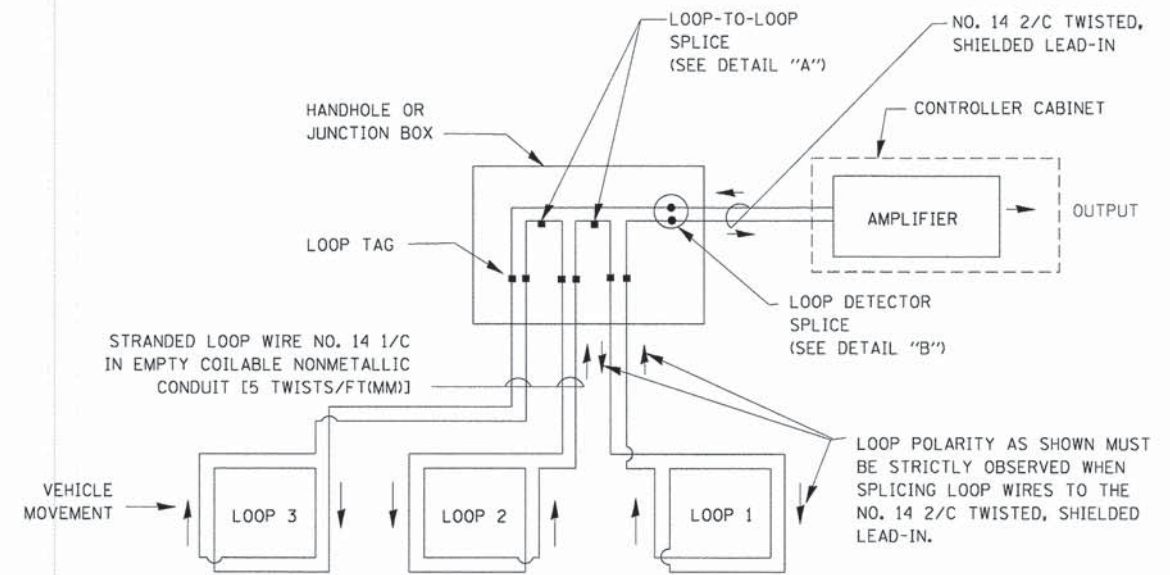 LOOP-TO-LOOP
SPLICE
(SEE DETAIL "A")
NO. 14 2/C TWISTED,
SHIELDED LEAD-IN
HANDHOLE OR
JUNCTION BOX
CONTROLLER CABINET
AMPLIFIER
OUTPUT
LOOP TAG
LOOP DETECTOR
SPLICE
(SEE DETAIL "B")
STRANDED LOOP WIRE NO. 14 1/C
IN EMPTY COILABLE NONMETALLIC
CONDUIT [5 TWISTS/FT(MM)]
VEHICLE
MOVEMENT
LOOP 3
LOOP 2
LOOP 1
LOOP POLARITY AS SHOWN MUST
BE STRICTLY OBSERVED WHEN
SPLICING LOOP WIRES TO THE
NO. 14 2/C TWISTED, SHIELDED
LEAD-IN.